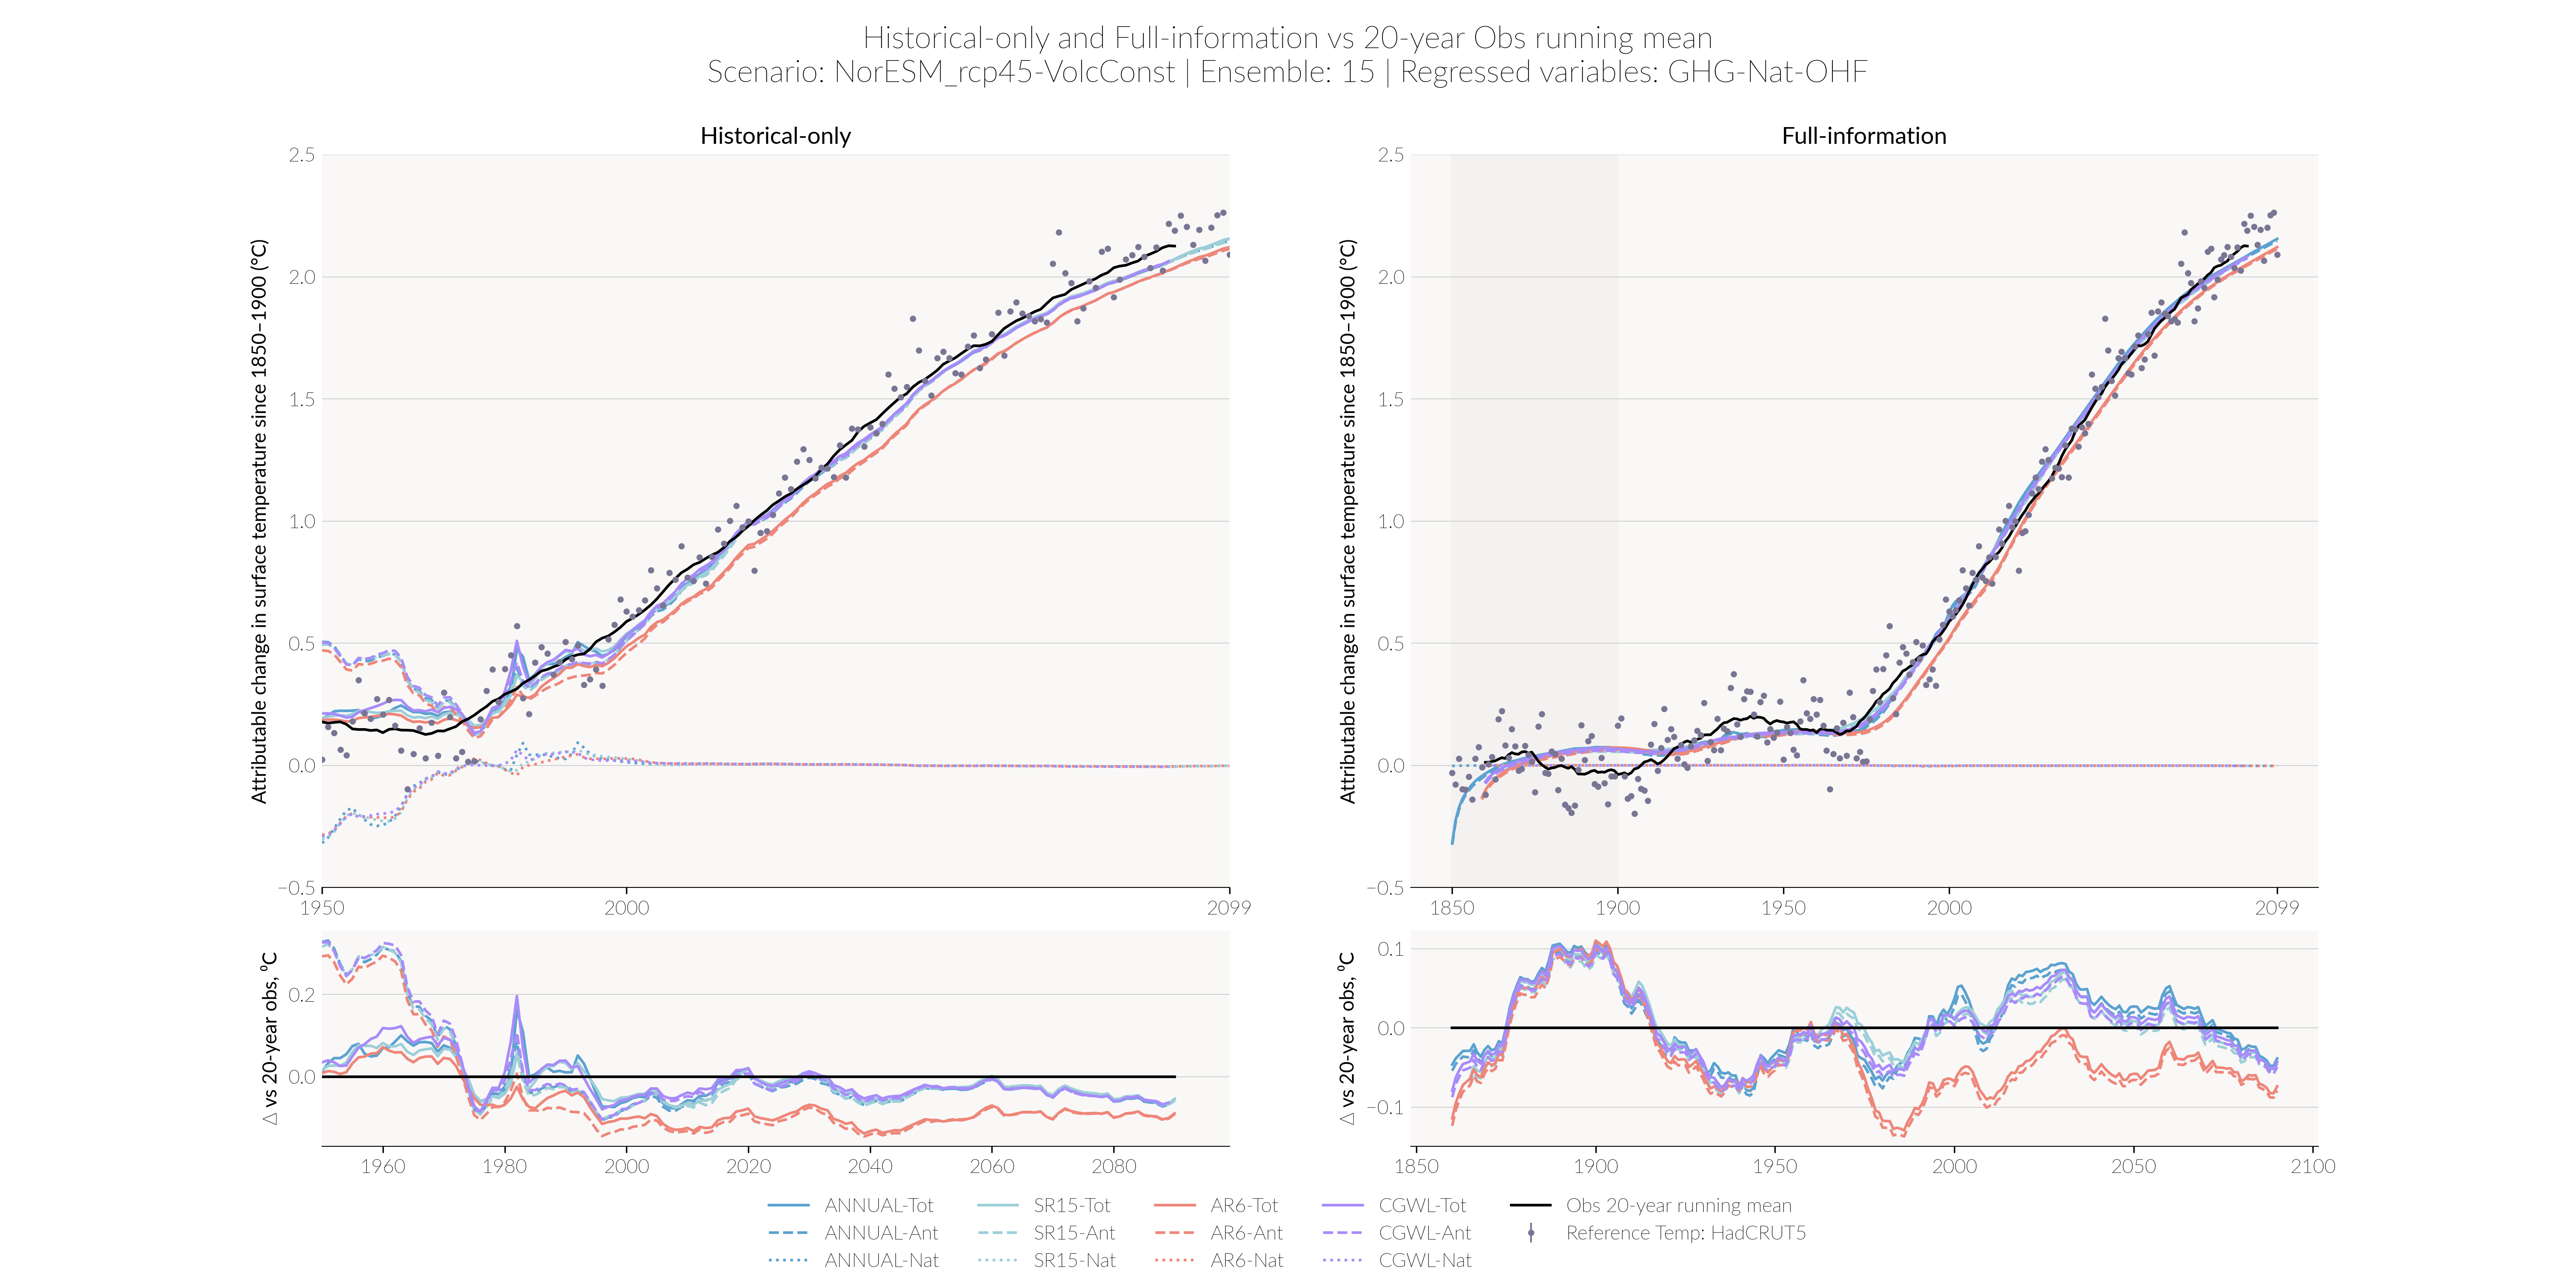 Historical-only and Full-information vs 20-year Obs running mean
Scenario: NorESM_rcp45-VolcConst | Ensemble: 15 | Regressed variables: GHG-Nat-OHF
Historical-only
Attributable change in surface temperature since 1850–1900 (°C)
2.5
2.0
1.5
1.0
0.5
0.0
−0.5
1950 2000 2099
Full-information
Attributable change in surface temperature since 1850–1900 (°C)
2.5
2.0
1.5
1.0
0.5
0.0
−0.5
1850 1900 1950 2000 2099
△ vs 20-year obs, °C
0.2
0.0
1960 1980 2000 2020 2040 2060 2080
△ vs 20-year obs, °C
0.1
0.0
−0.1
1850 1900 1950 2000 2050 2100
ANNUAL-Tot SR15-Tot AR6-Tot CGWL-Tot Obs 20-year running mean
ANNUAL-Ant SR15-Ant AR6-Ant CGWL-Ant Reference Temp: HadCRUT5
ANNUAL-Nat SR15-Nat AR6-Nat CGWL-Nat